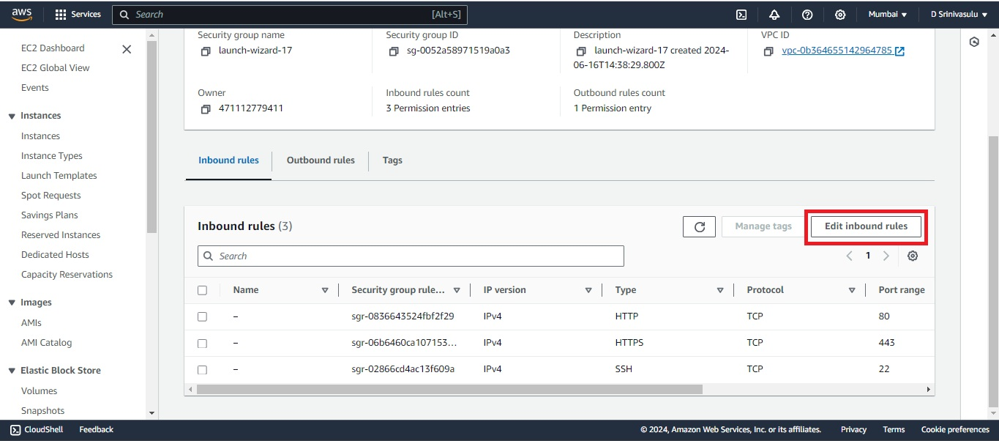 aws Services Search [Alt+S] Mumbai ▼ D Srinivasulu ▼
EC2 Dashboard
EC2 Global View
Events
Instances
Instances
Instance Types
Launch Templates
Spot Requests
Savings Plans
Reserved Instances
Dedicated Hosts
Capacity Reservations
Images
AMIs
AMI Catalog
Elastic Block Store
Volumes
Snapshots
Security group name
launch-wizard-17
Security group ID
sg-0052a58971519a0a3
Description
launch-wizard-17 created 2024-
06-16T14:38:29.800Z
VPC ID
vpc-0b364655142964785
Owner
471112779411
Inbound rules count
3 Permission entries
Outbound rules count
1 Permission entry
Inbound rules Outbound rules Tags
Inbound rules (3) Manage tags Edit inbound rules
Search 1
Name Security group rule... IP version Type Protocol Port range
– sgr-0836643524fbf2f29 IPv4 HTTP TCP 80
– sgr-06b6460ca107153... IPv4 HTTPS TCP 443
– sgr-02866cd4ac13f609a IPv4 SSH TCP 22
CloudShell Feedback © 2024, Amazon Web Services, Inc. or its affiliates. Privacy Terms Cookie preferences